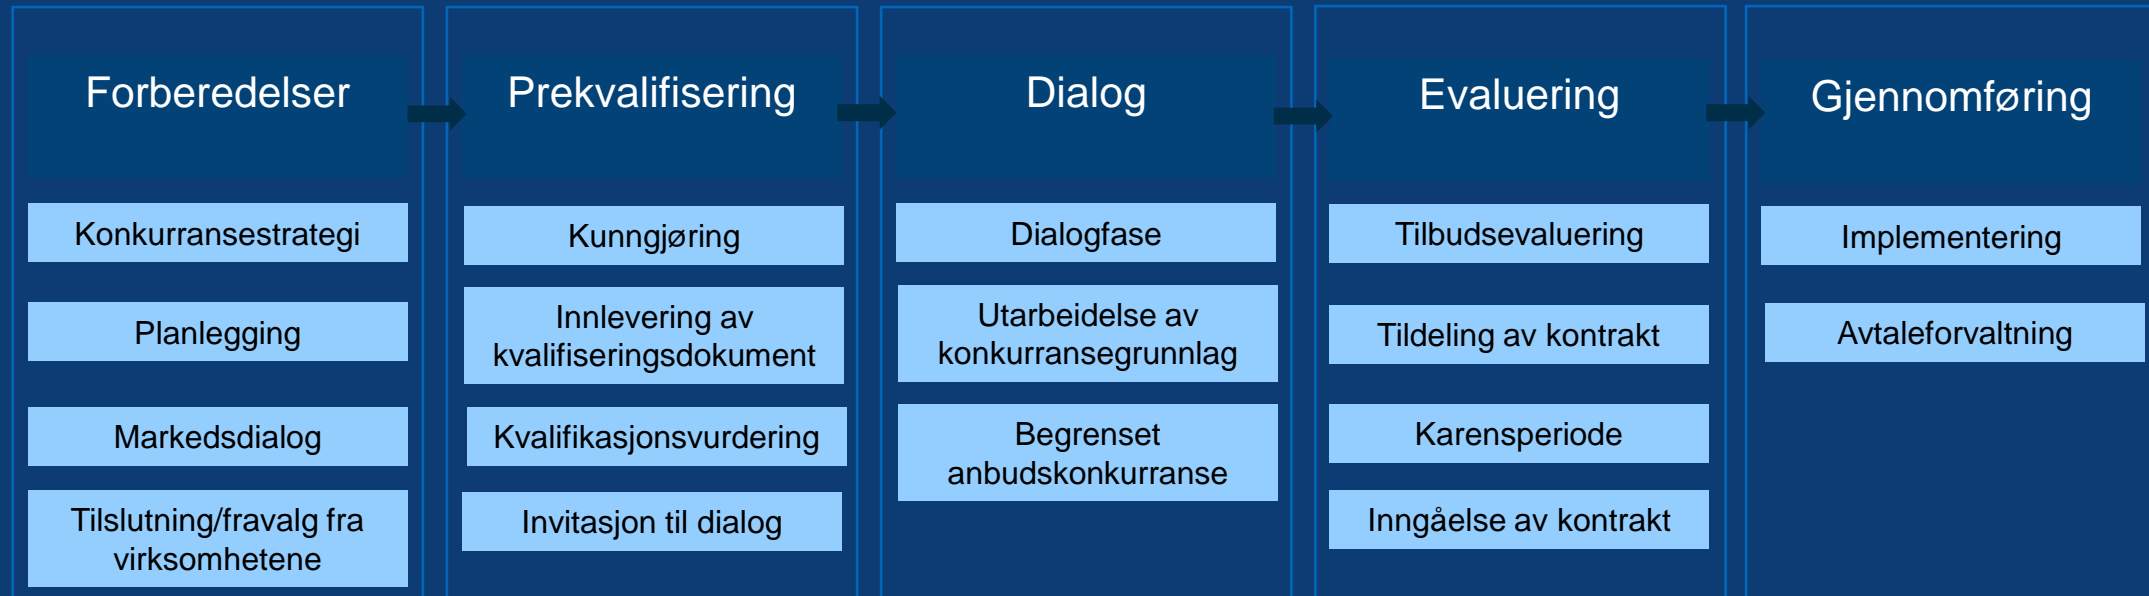 Forberedelser
Konkurransestrategi
Planlegging
Markedsdialog
Tilslutning/fravalg fra
virksomhetene
Prekvalifisering
Kunngjøring
Innlevering av
kvalifiseringsdokument
Kvalifikasjonsvurdering
Invitasjon til dialog
Dialog
Dialogfase
Utarbeidelse av
konkurransegrunnlag
Begrenset
anbudskonkurranse
Evaluering
Tilbudsevaluering
Tildeling av kontrakt
Karensperiode
Inngåelse av kontrakt
Gjennomføring
Implementering
Avtaleforvaltning